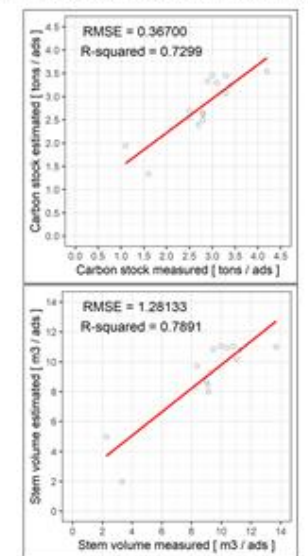 RMSE = 0.36700
R-squared = 0.7299
Carbon stock estimated [ tons / ads ]
4.5
4.0
3.5
3.0
2.5
2.0
1.5
1.0
0.5
0.0
0.0 0.5 1.0 1.5 2.0 2.5 3.0 3.5 4.0 4.5
Carbon stock measured [ tons / ads ]
RMSE = 1.28133
R-squared = 0.7891
Stem volume estimated [ m3 / ads ]
14
12
10
8
6
4
2
0
0 2 4 6 8 10 12 14
Stem volume measured [ m3 / ads ]